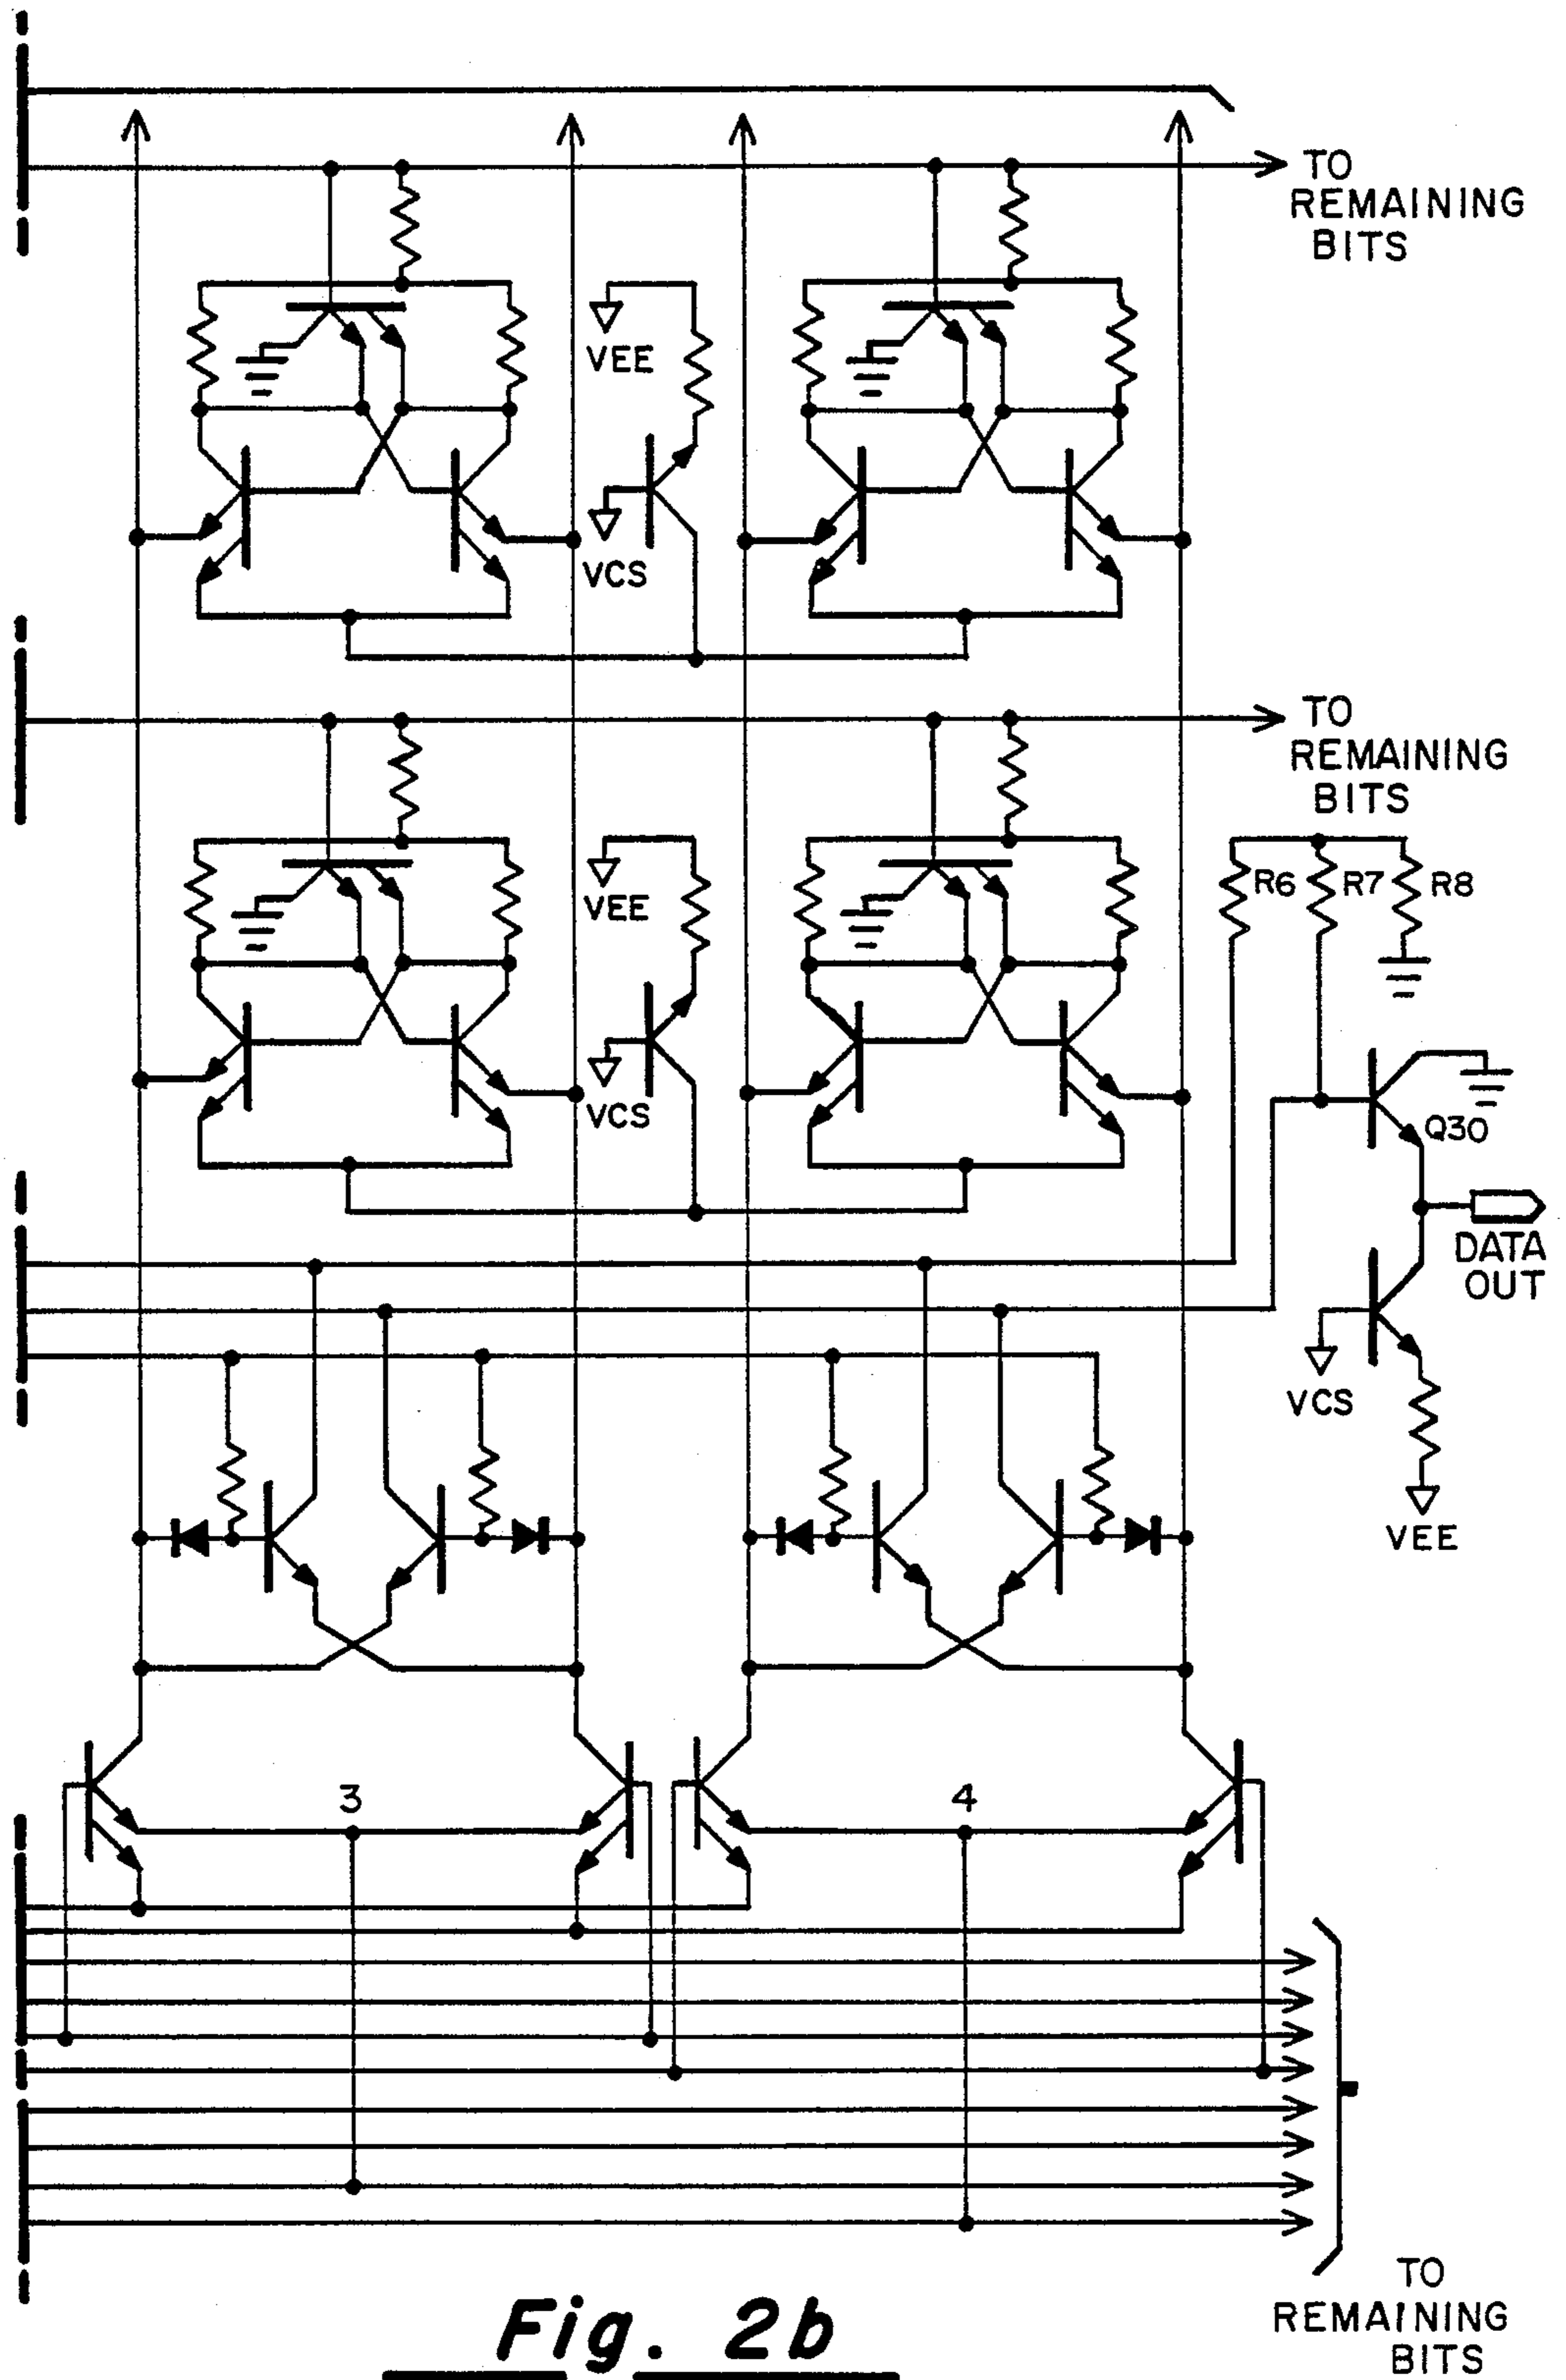 TO
REMAINING
BITS
VEE
VCS
TO
REMAINING
BITS
R6 R7 R8
VEE
VCS
Q30
DATA
OUT
VCS
VEE
3 4
TO
REMAINING
BITS
Fig. 2b